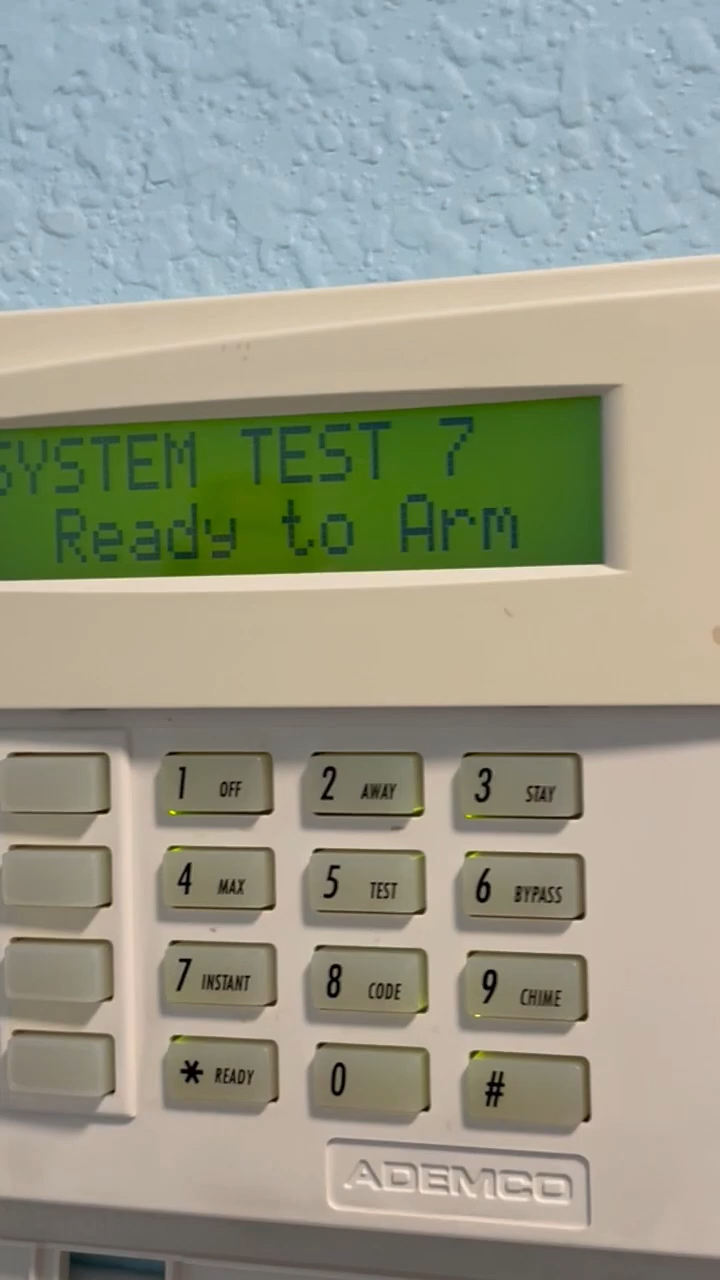 SYSTEM TEST 7
Ready to Arm
1 OFF
2 AWAY
3 STAY
4 MAX
5 TEST
6 BYPASS
7 INSTANT
8 CODE
9 CHIME
* READY
0
#
ADEMCO